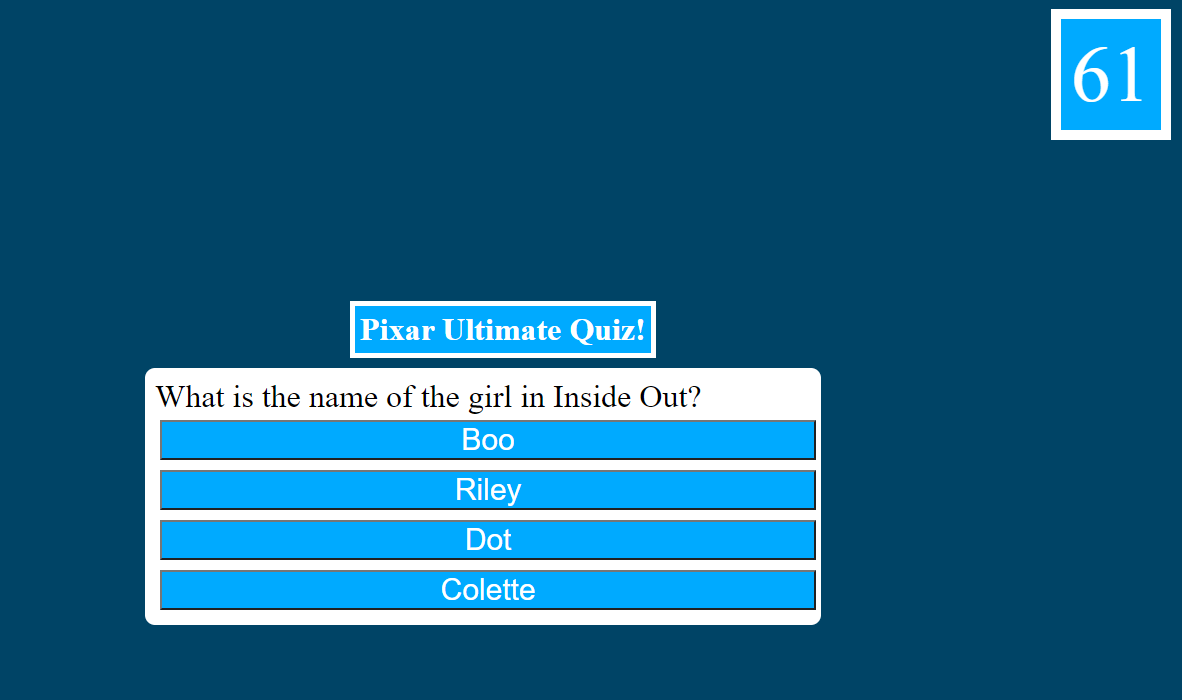 61
Pixar Ultimate Quiz!
What is the name of the girl in Inside Out?
Boo
Riley
Dot
Colette